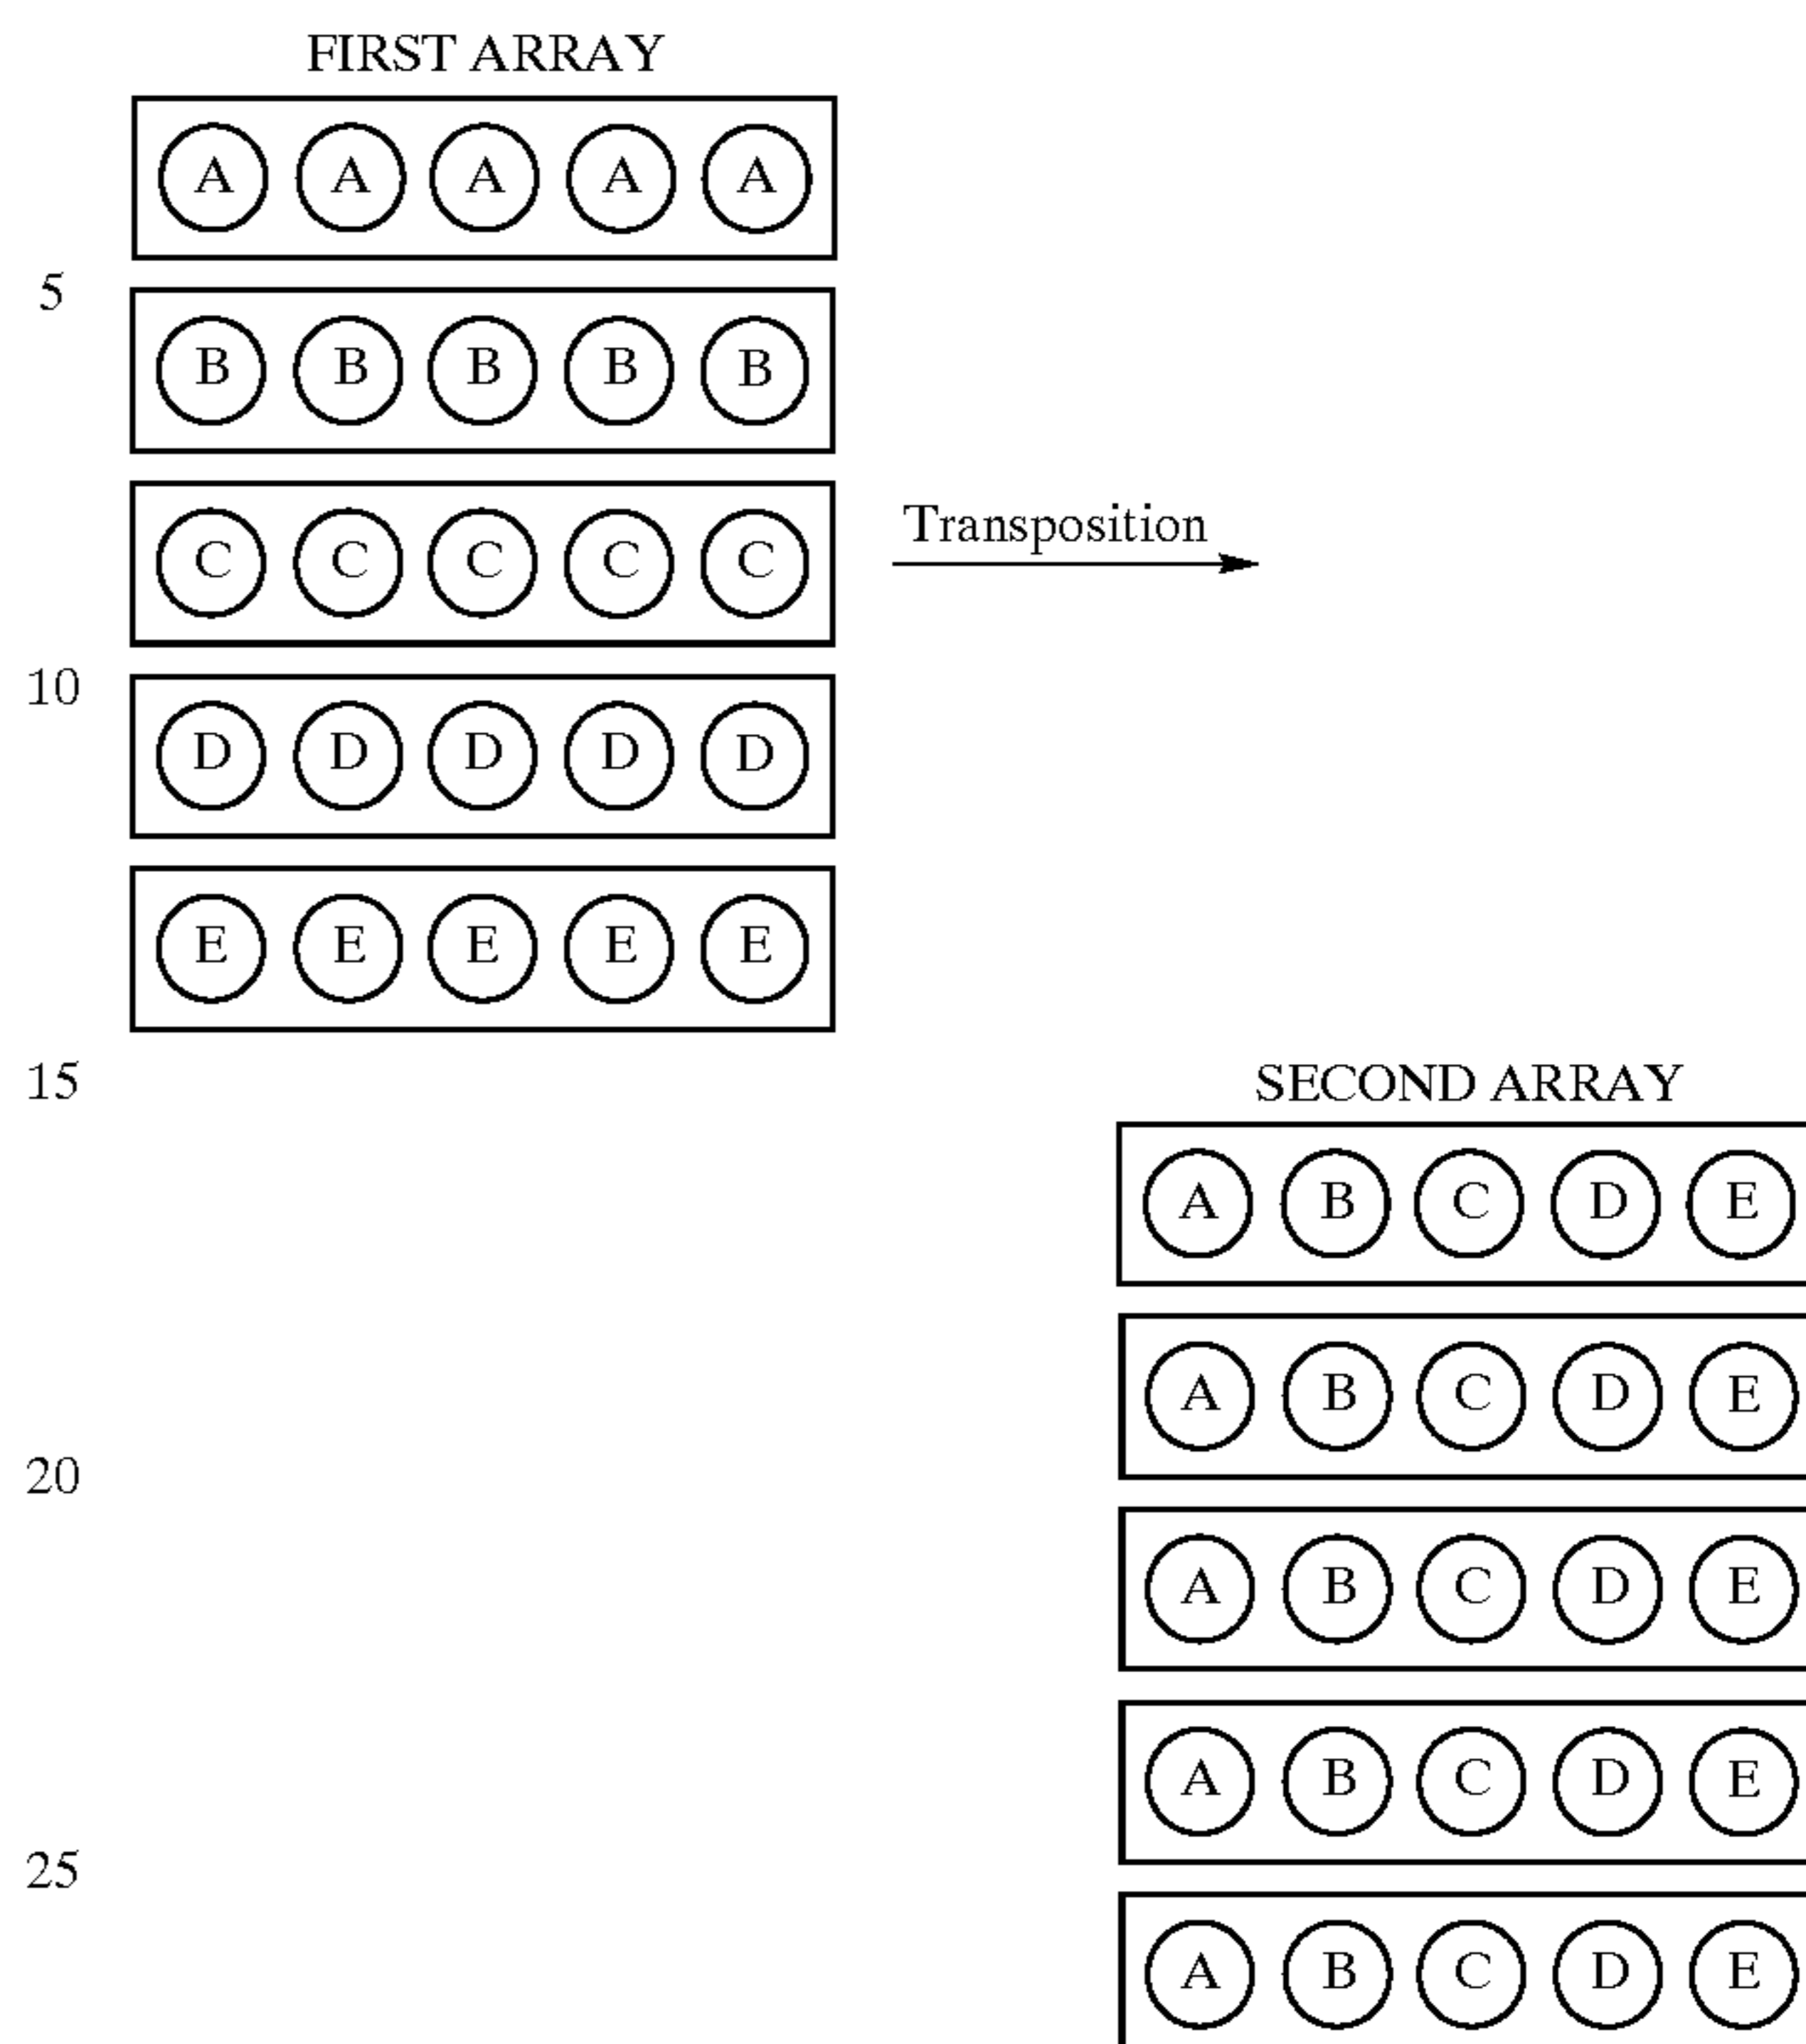 FIRST ARRAY
A A A A A
5
B B B B B
C C C C C
Transposition
10
D D D D D
E E E E E
15
SECOND ARRAY
A B C D E
A B C D E
20
A B C D E
A B C D E
25
A B C D E